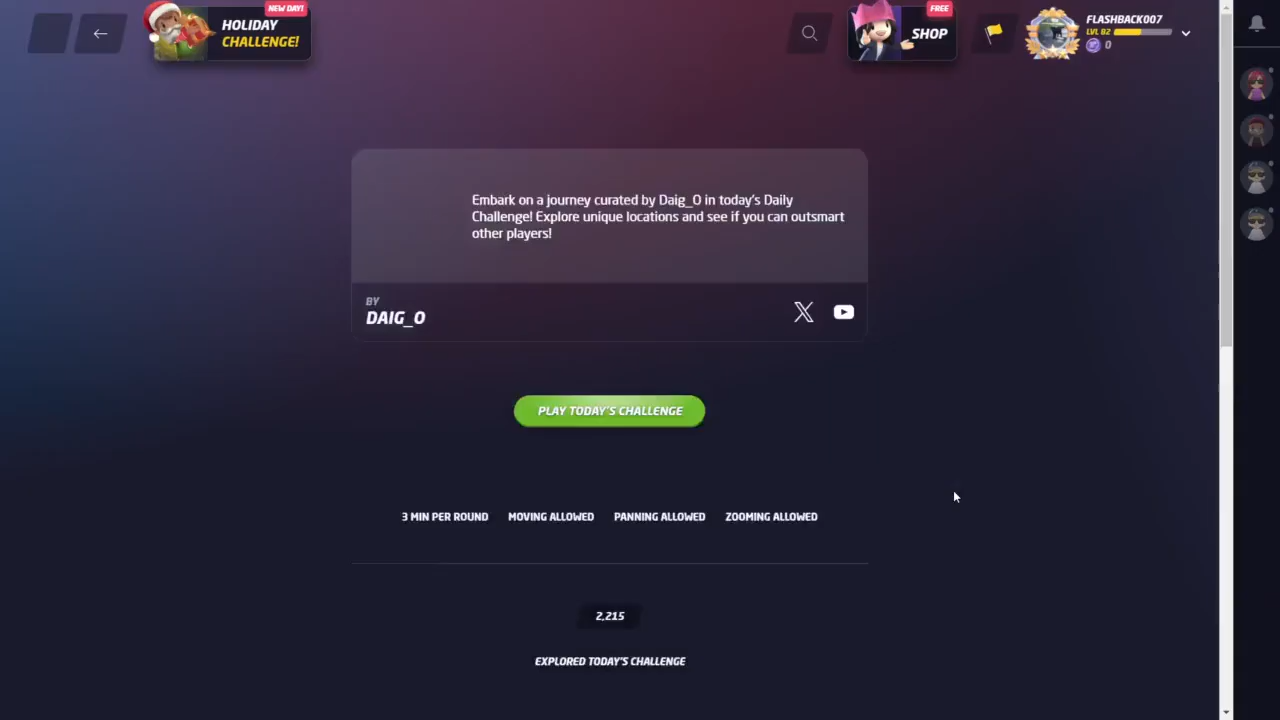 NEW DAY!
HOLIDAY
CHALLENGE!
FREE
SHOP
FLASHBACK007
LVL 82
0
Embark on a journey curated by Daig_O in today's Daily
Challenge! Explore unique locations and see if you can outsmart
other players!
BY
DAIG_O
PLAY TODAY'S CHALLENGE
3 MIN PER ROUND MOVING ALLOWED PANNING ALLOWED ZOOMING ALLOWED
2,215
EXPLORED TODAY'S CHALLENGE